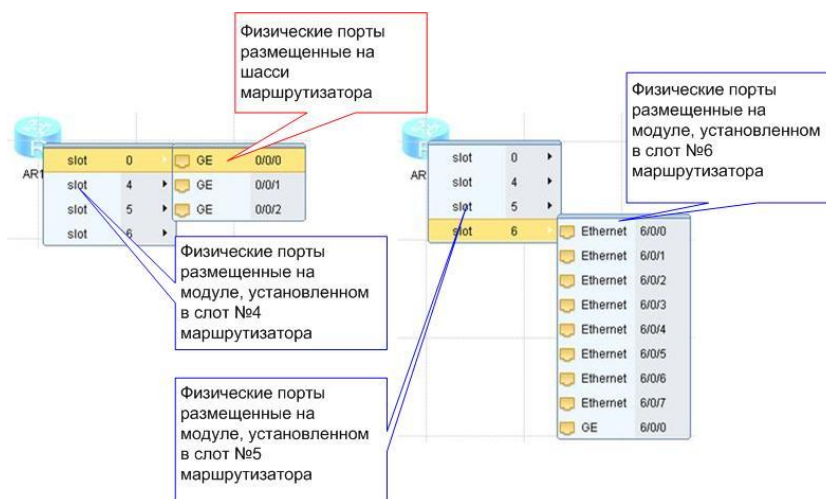 Физические порты
размещенные на
шасси
маршрутизатора
AR1
slot 0
slot 4
slot 5
slot 6
GE 0/0/0
GE 0/0/1
GE 0/0/2
Физические порты
размещенные на
модуле, установленном
в слот №4
маршрутизатора
Физические порты
размещенные на
модуле, установленном
в слот №5
маршрутизатора
Физические порты
размещенные на
модуле, установленном
в слот №6
маршрутизатора
AR
slot 0
slot 4
slot 5
slot 6
Ethernet 6/0/0
Ethernet 6/0/1
Ethernet 6/0/2
Ethernet 6/0/3
Ethernet 6/0/4
Ethernet 6/0/5
Ethernet 6/0/6
Ethernet 6/0/7
GE 6/0/0